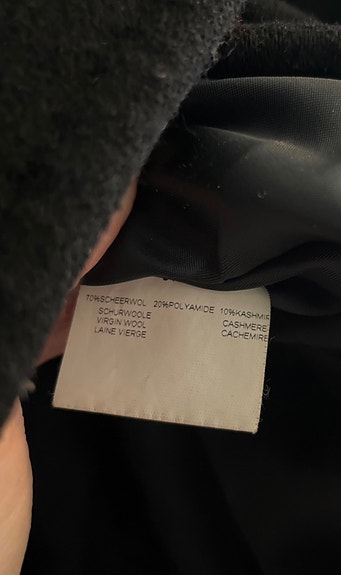 70%SCHEERWOL 20%POLYAMIDE 10%KASHMIR
SCHURWOLLE CASHMERE
VIRGIN WOOL CACHEMIRE
LAINE VIERGE